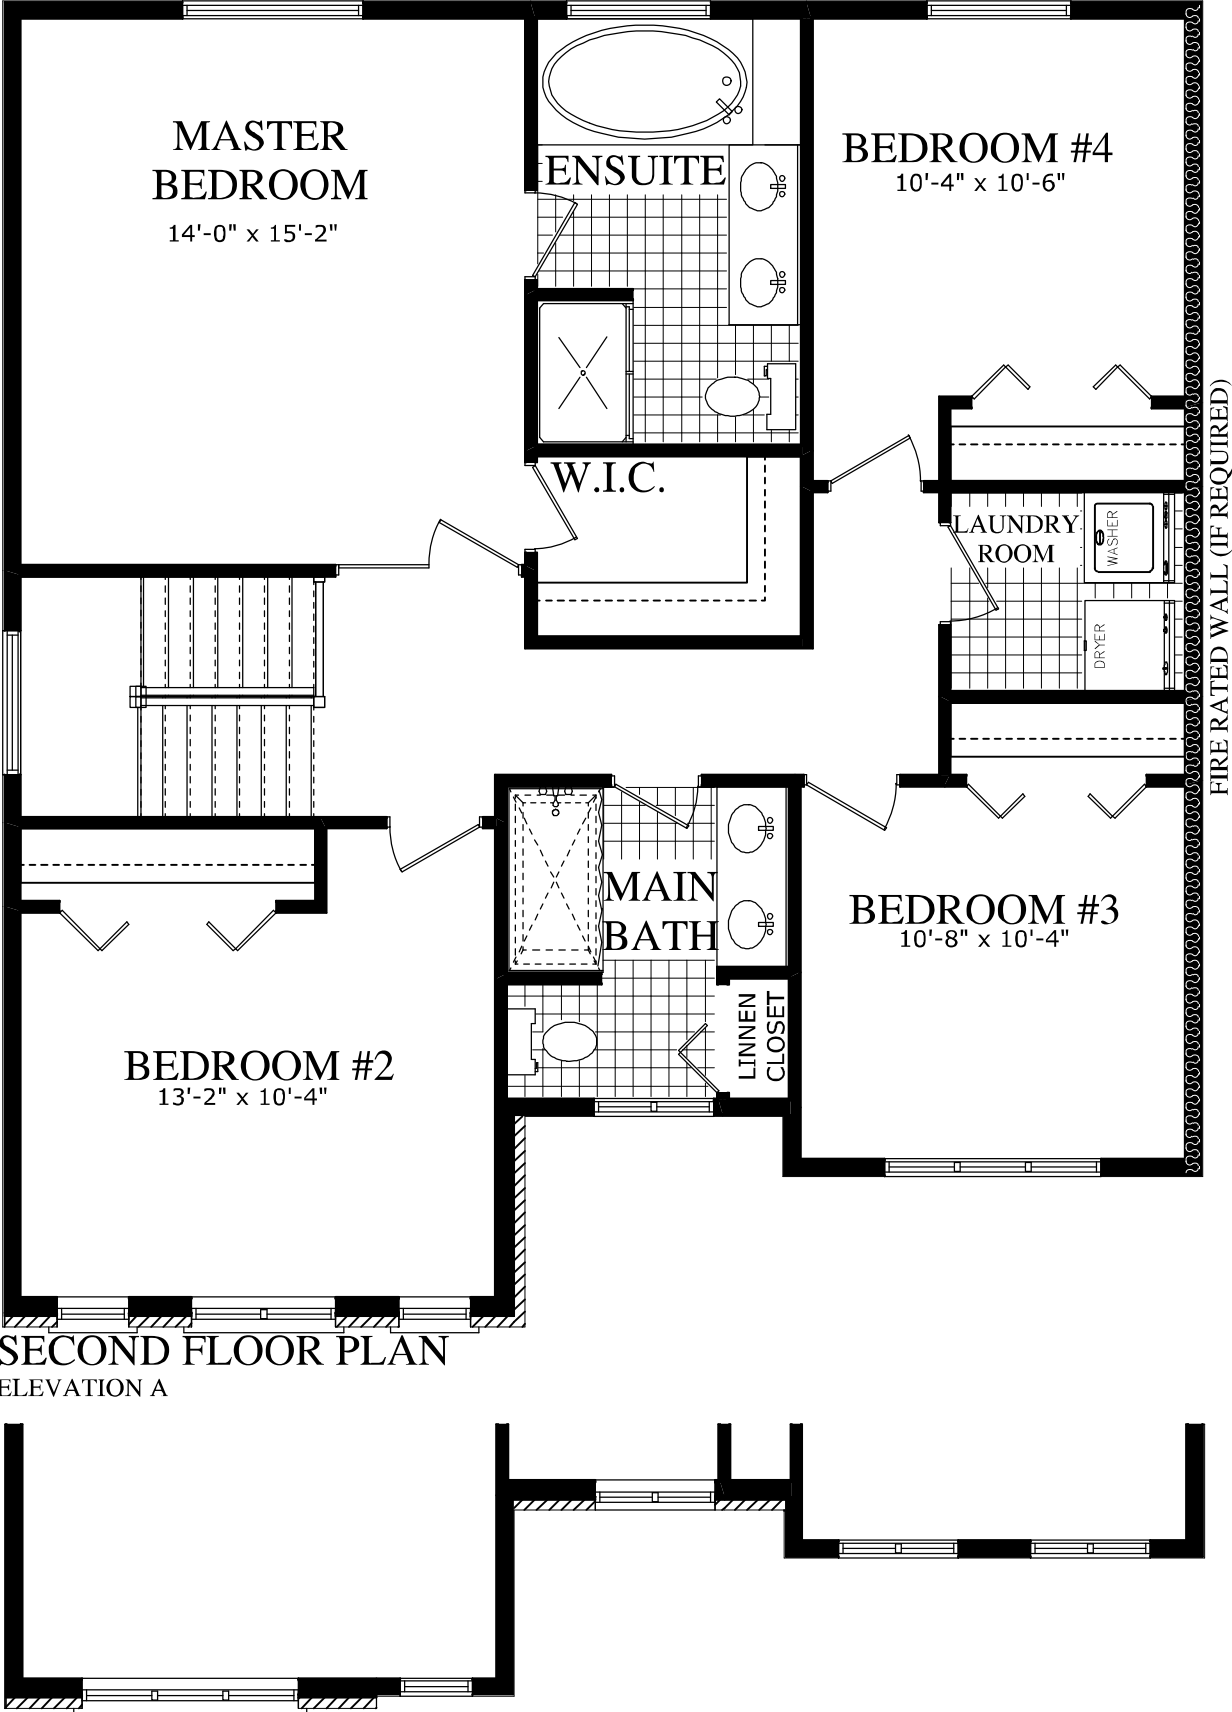 MASTER
BEDROOM
14'-0" x 15'-2"
ENSUITE
BEDROOM #4
10'-4" x 10'-6"
W.I.C.
LAUNDRY
ROOM
WASHER
DRYER
FIRE RATED WALL (IF REQUIRED)
MAIN
BATH
BEDROOM #3
10'-8" x 10'-4"
LINNEN
CLOSET
BEDROOM #2
13'-2" x 10'-4"
SECOND FLOOR PLAN
ELEVATION A